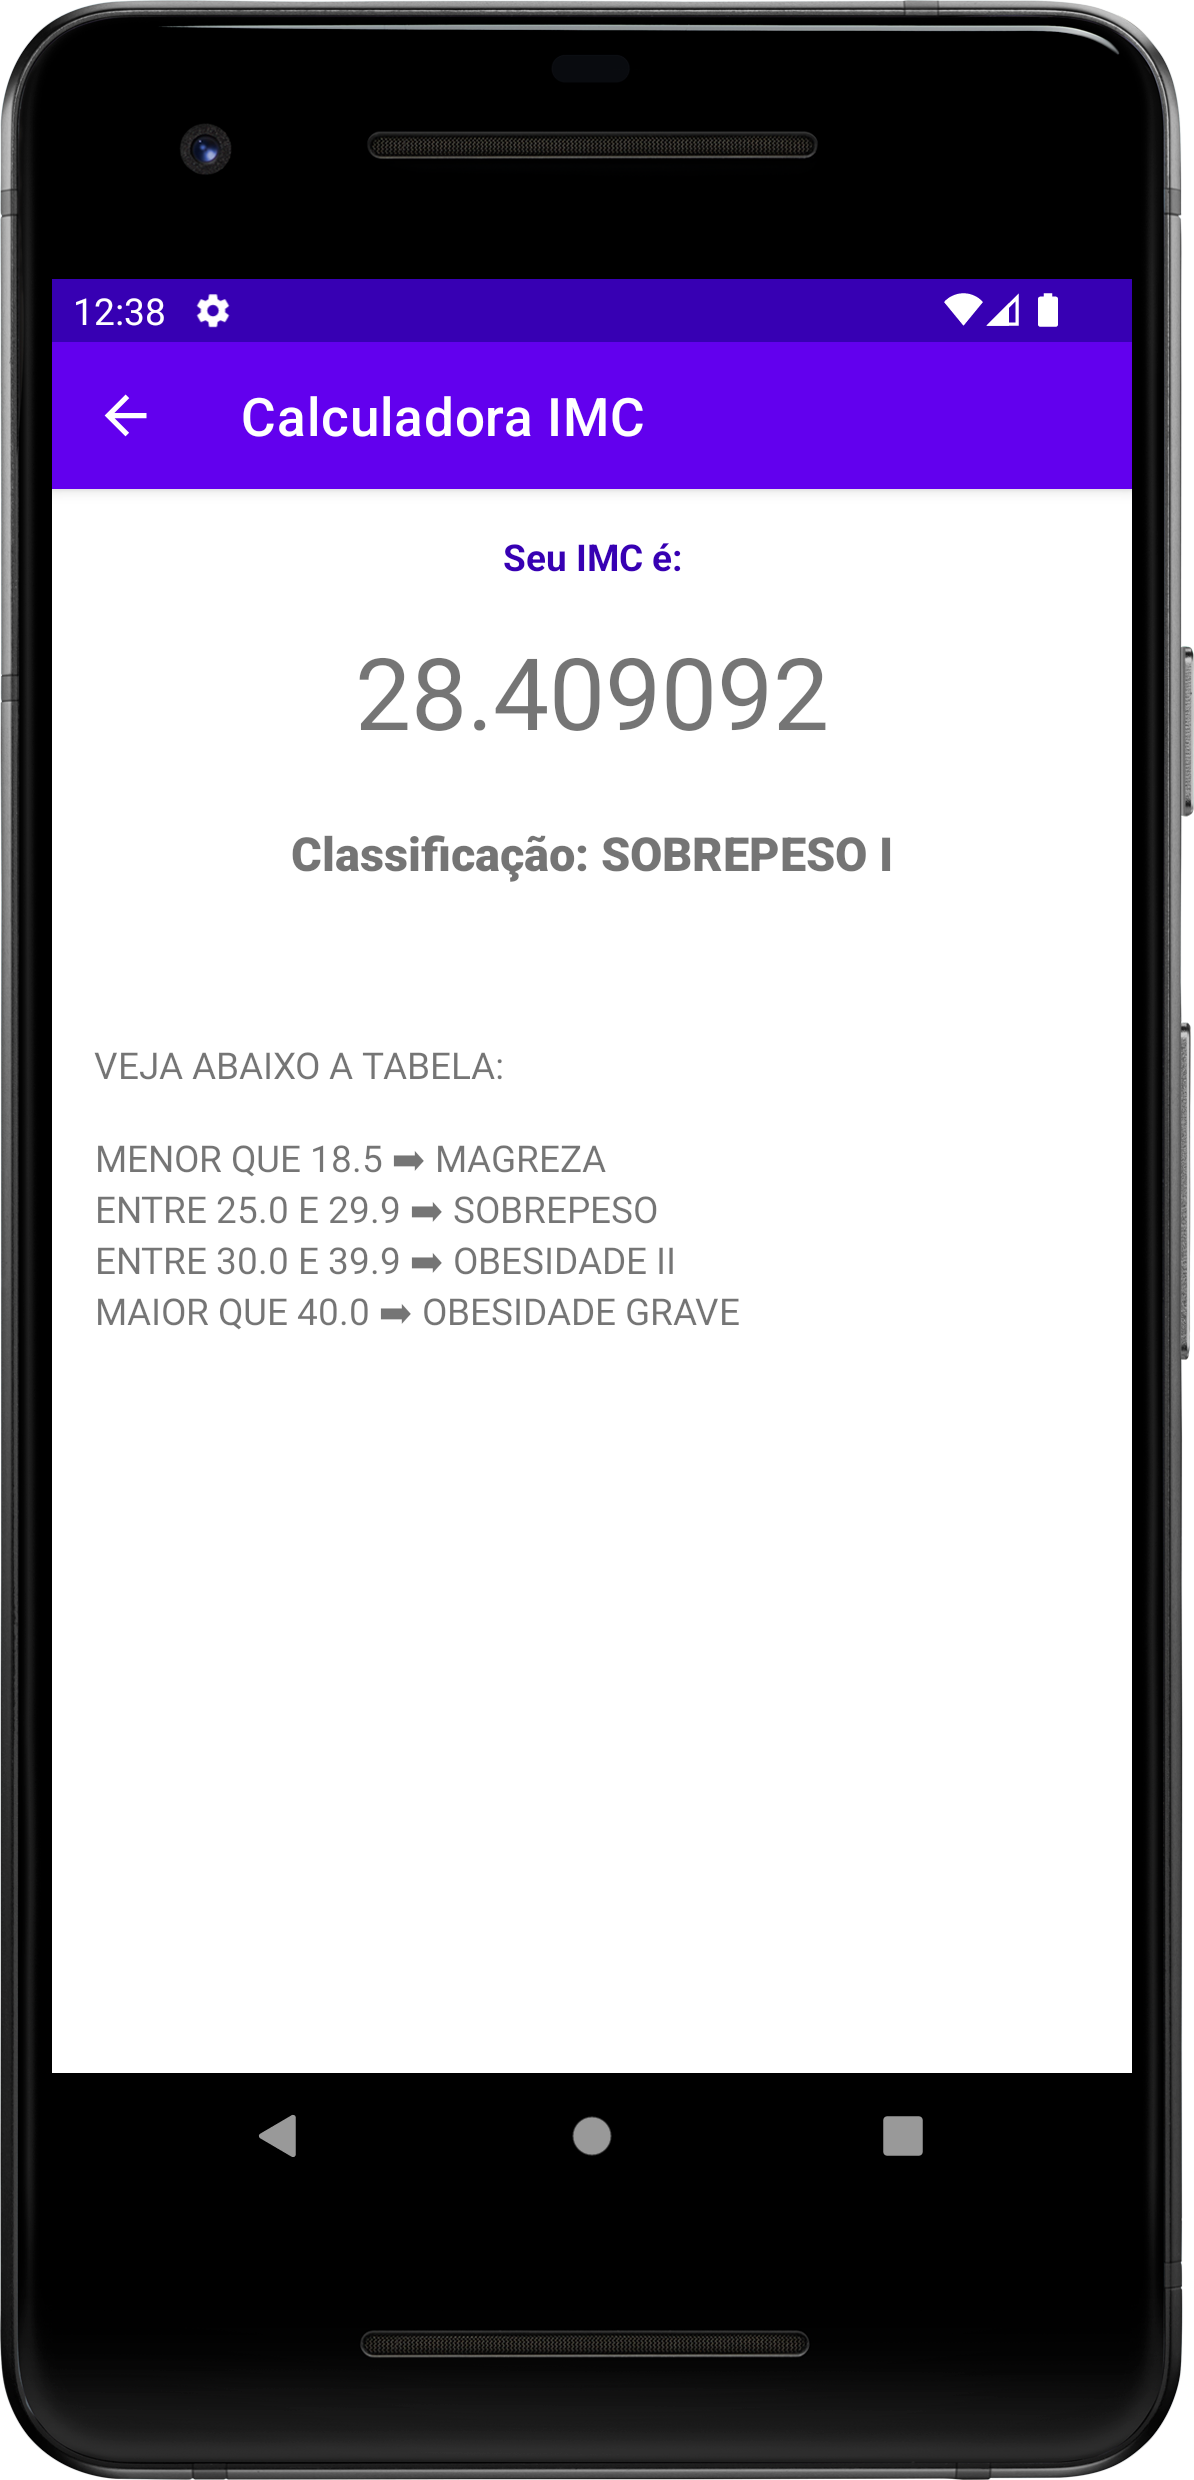 12:38
Calculadora IMC
Seu IMC é:
28.409092
Classificação: SOBREPESO I
VEJA ABAIXO A TABELA:
MENOR QUE 18.5 ➡ MAGREZA
ENTRE 25.0 E 29.9 ➡ SOBREPESO
ENTRE 30.0 E 39.9 ➡ OBESIDADE II
MAIOR QUE 40.0 ➡ OBESIDADE GRAVE